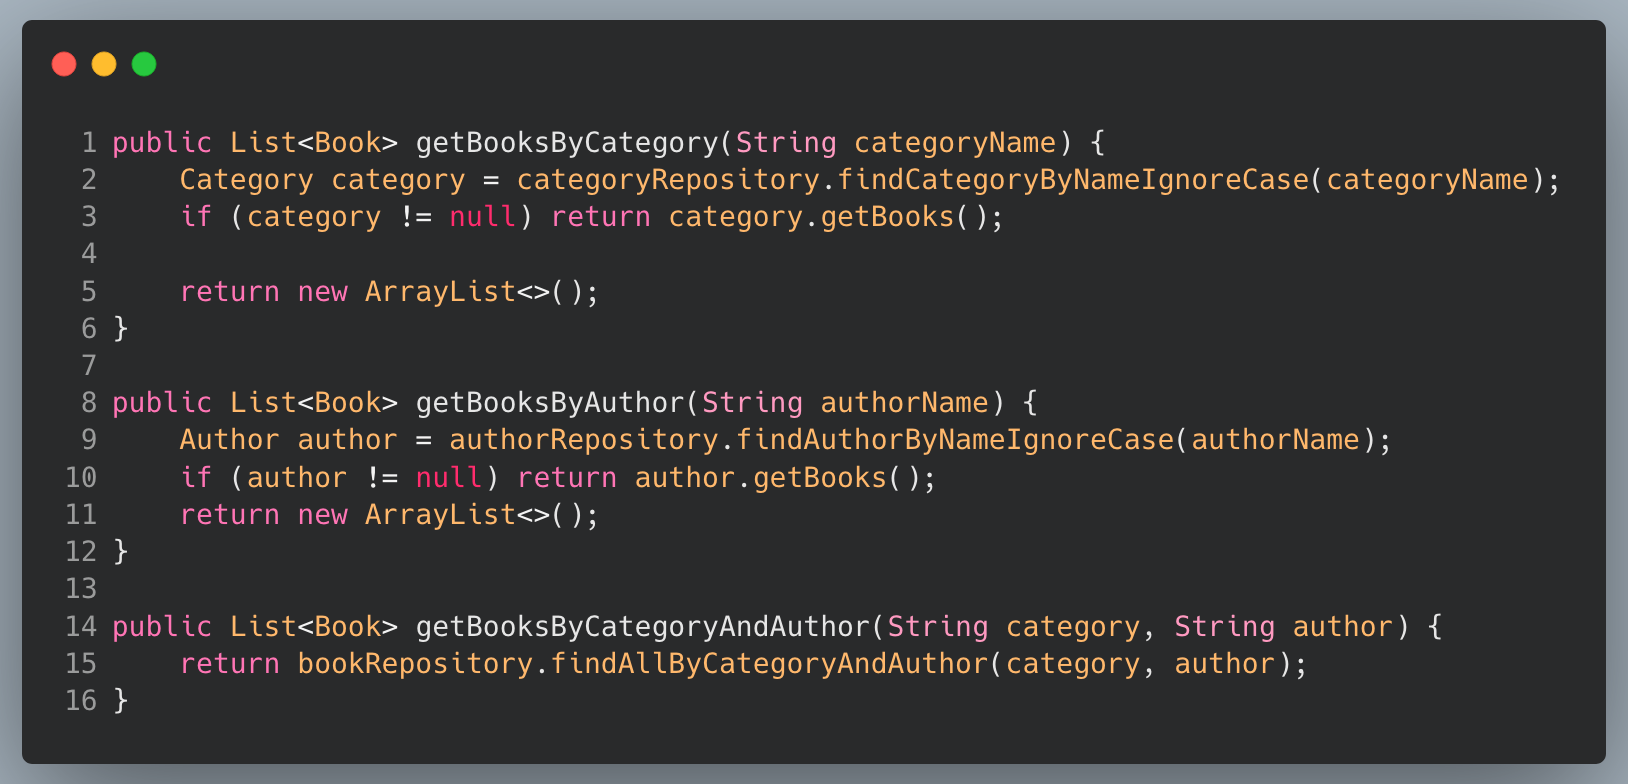 1 public List<Book> getBooksByCategory(String categoryName) {
2     Category category = categoryRepository.findCategoryByNameIgnoreCase(categoryName);
3     if (category != null) return category.getBooks();
4
5     return new ArrayList<>();
6 }
7
8 public List<Book> getBooksByAuthor(String authorName) {
9     Author author = authorRepository.findAuthorByNameIgnoreCase(authorName);
10     if (author != null) return author.getBooks();
11     return new ArrayList<>();
12 }
13
14 public List<Book> getBooksByCategoryAndAuthor(String category, String author) {
15     return bookRepository.findAllByCategoryAndAuthor(category, author);
16 }